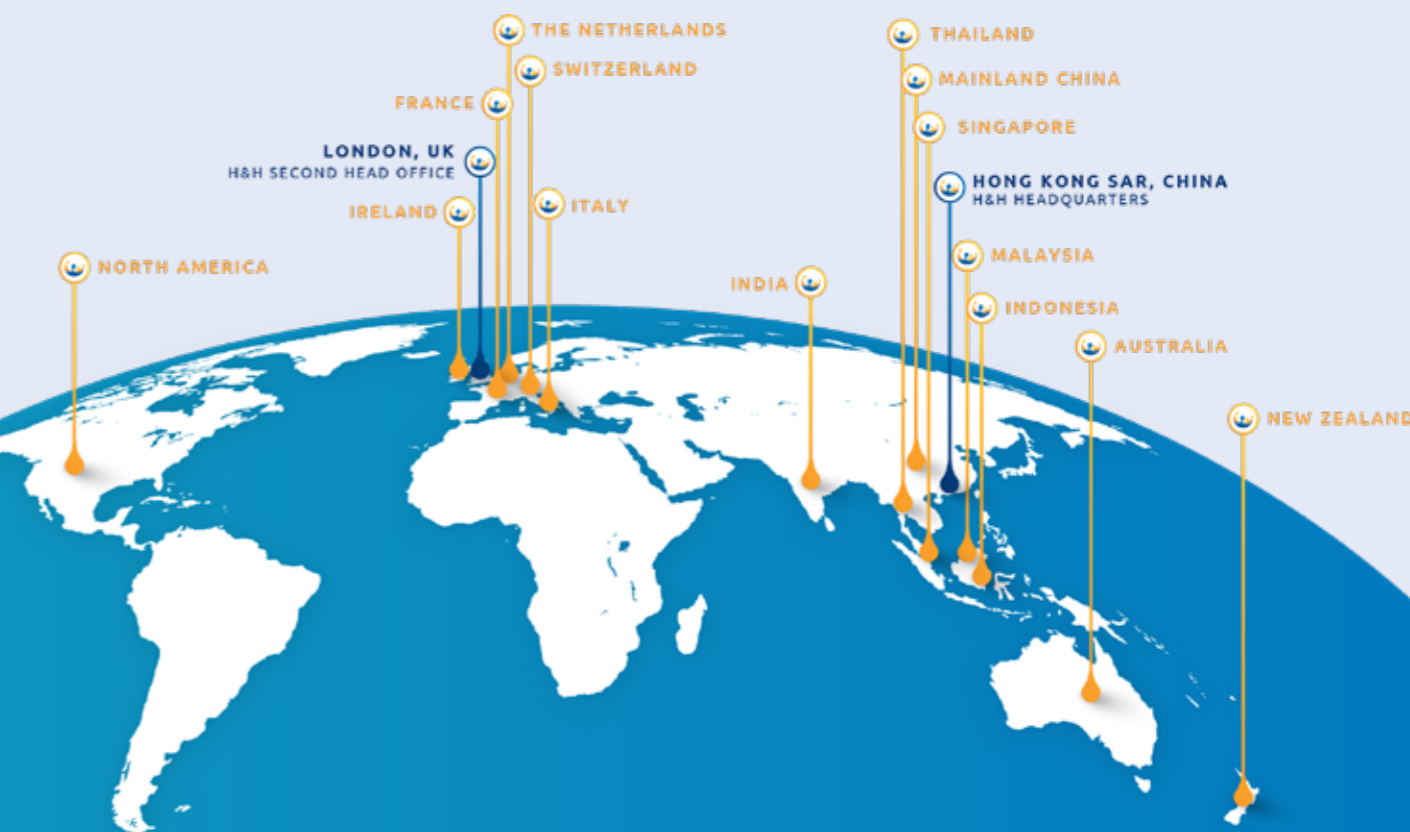 THE NETHERLANDS
THAILAND
SWITZERLAND
MAINLAND CHINA
FRANCE
SINGAPORE
LONDON, UK
H&H SECOND HEAD OFFICE
HONG KONG SAR, CHINA
H&H HEADQUARTERS
IRELAND
ITALY
MALAYSIA
NORTH AMERICA
INDIA
INDONESIA
AUSTRALIA
NEW ZEALAND